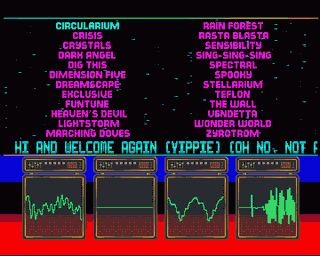 CIRCULARIUM
CRISIS
CRYSTALS
DARK ANGEL
DIG THIS
DIMENSION FIVE
DREAMSCAPE
EXCLUSIVE
FUNTUNE
HEAVEN'S DEVIL
LIGHTSTORM
MARCHING DOVES
RAIN FOREST
RASTA BLASTA
SENSIBILITY
SING-SING-SING
SPECTRAL
SPOOKY
STELLARIUM
TEFLON
THE WALL
VENDETTA
WONDER WORLD
ZYROTROM
HI AND WELCOME AGAIN (YIPPIE) (OH NO, NOT